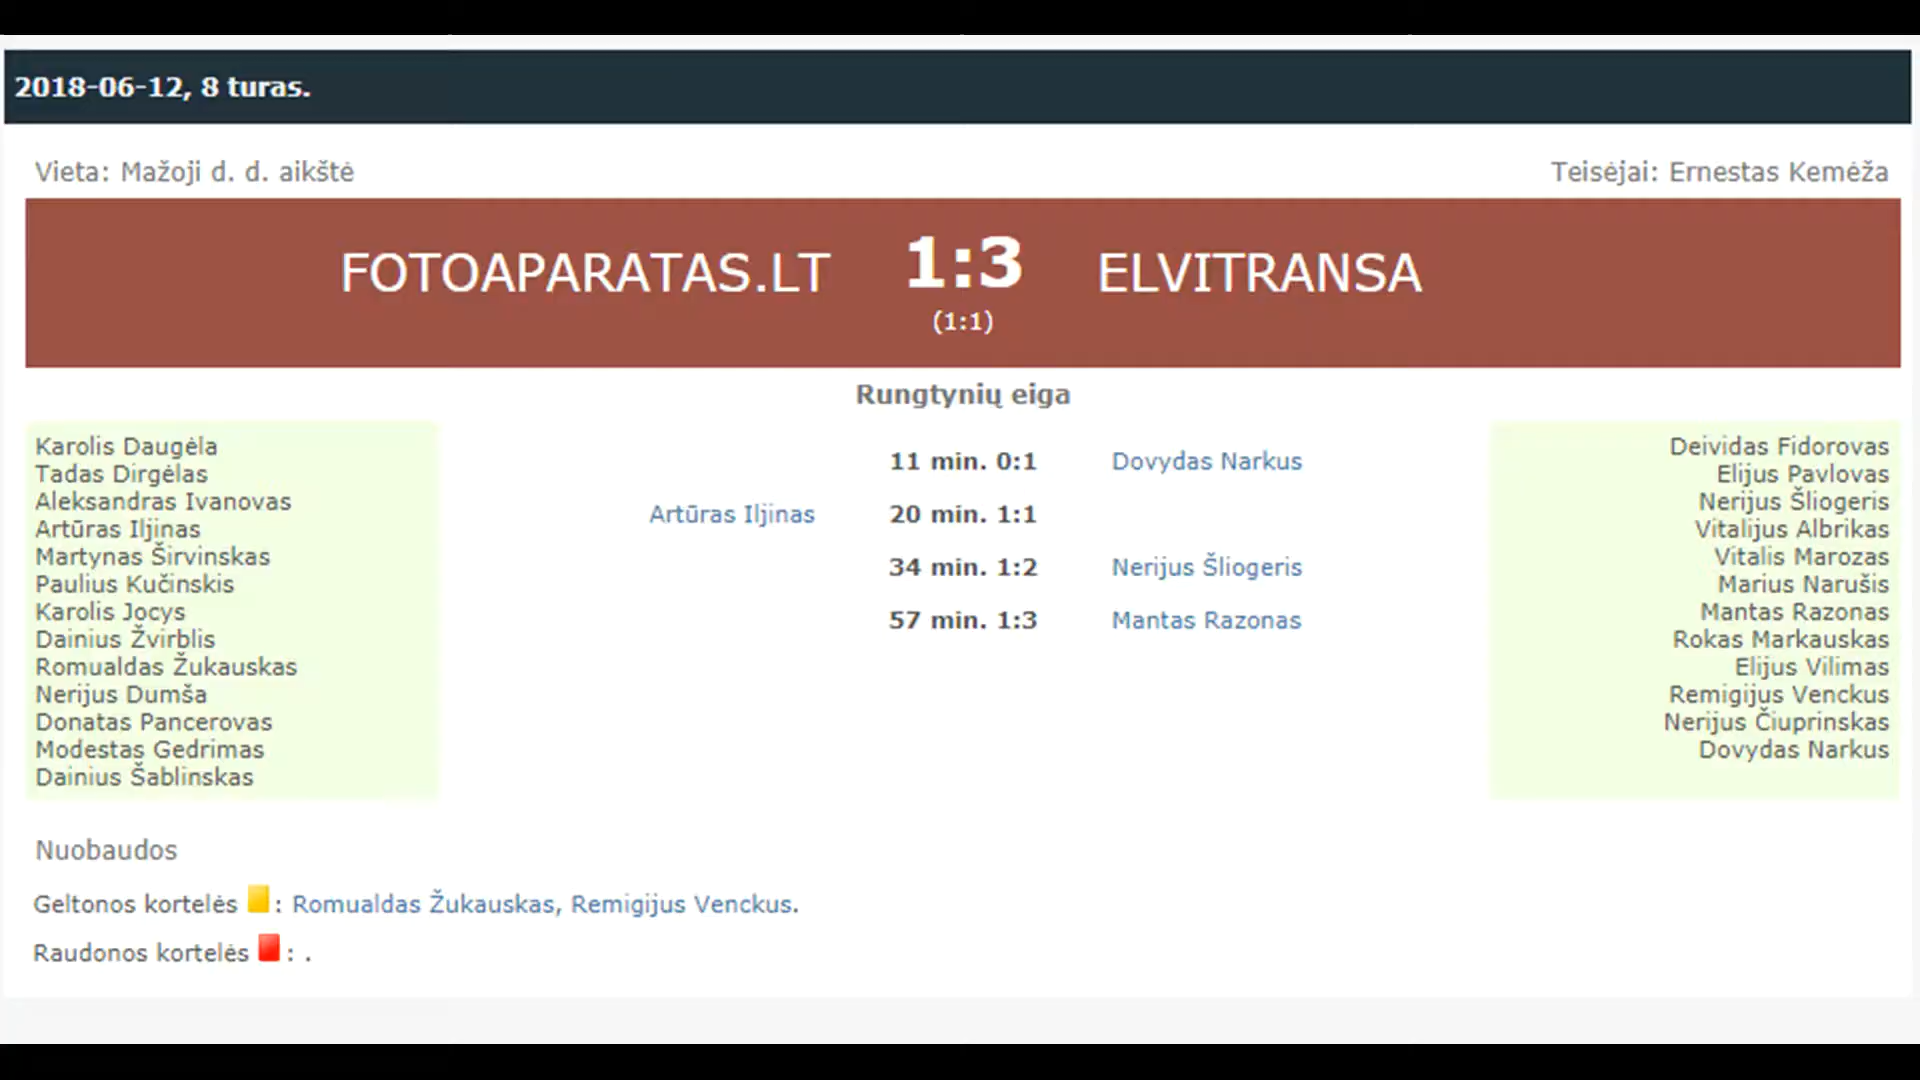 2018-06-12, 8 turas.
Vieta: Mažoji d. d. aikštė
Teisėjai: Ernestas Kemėža
FOTOAPARATAS.LT 1:3 ELVITRANSA
(1:1)
Rungtynių eiga
Karolis Daugėla
Tadas Dirgėlas
Aleksandras Ivanovas
Artūras Iljinas
Martynas Širvinskas
Paulius Kučinskis
Karolis Jocys
Dainius Žvirblis
Romualdas Žukauskas
Nerijus Dumša
Donatas Pancerovas
Modestas Gedrimas
Dainius Šablinskas
11 min. 0:1 Dovydas Narkus
Artūras Iljinas 20 min. 1:1
34 min. 1:2 Nerijus Šliogeris
57 min. 1:3 Mantas Razonas
Deividas Fidorovas
Elijus Pavlovas
Nerijus Šliogeris
Vitalijus Albrikas
Vitalis Marozas
Marius Narušis
Mantas Razonas
Rokas Markauskas
Elijus Vilimas
Remigijus Venckus
Nerijus Čiuprinskas
Dovydas Narkus
Nuobaudos
Geltonos kortelės : Romualdas Žukauskas, Remigijus Venckus.
Raudonos kortelės : .